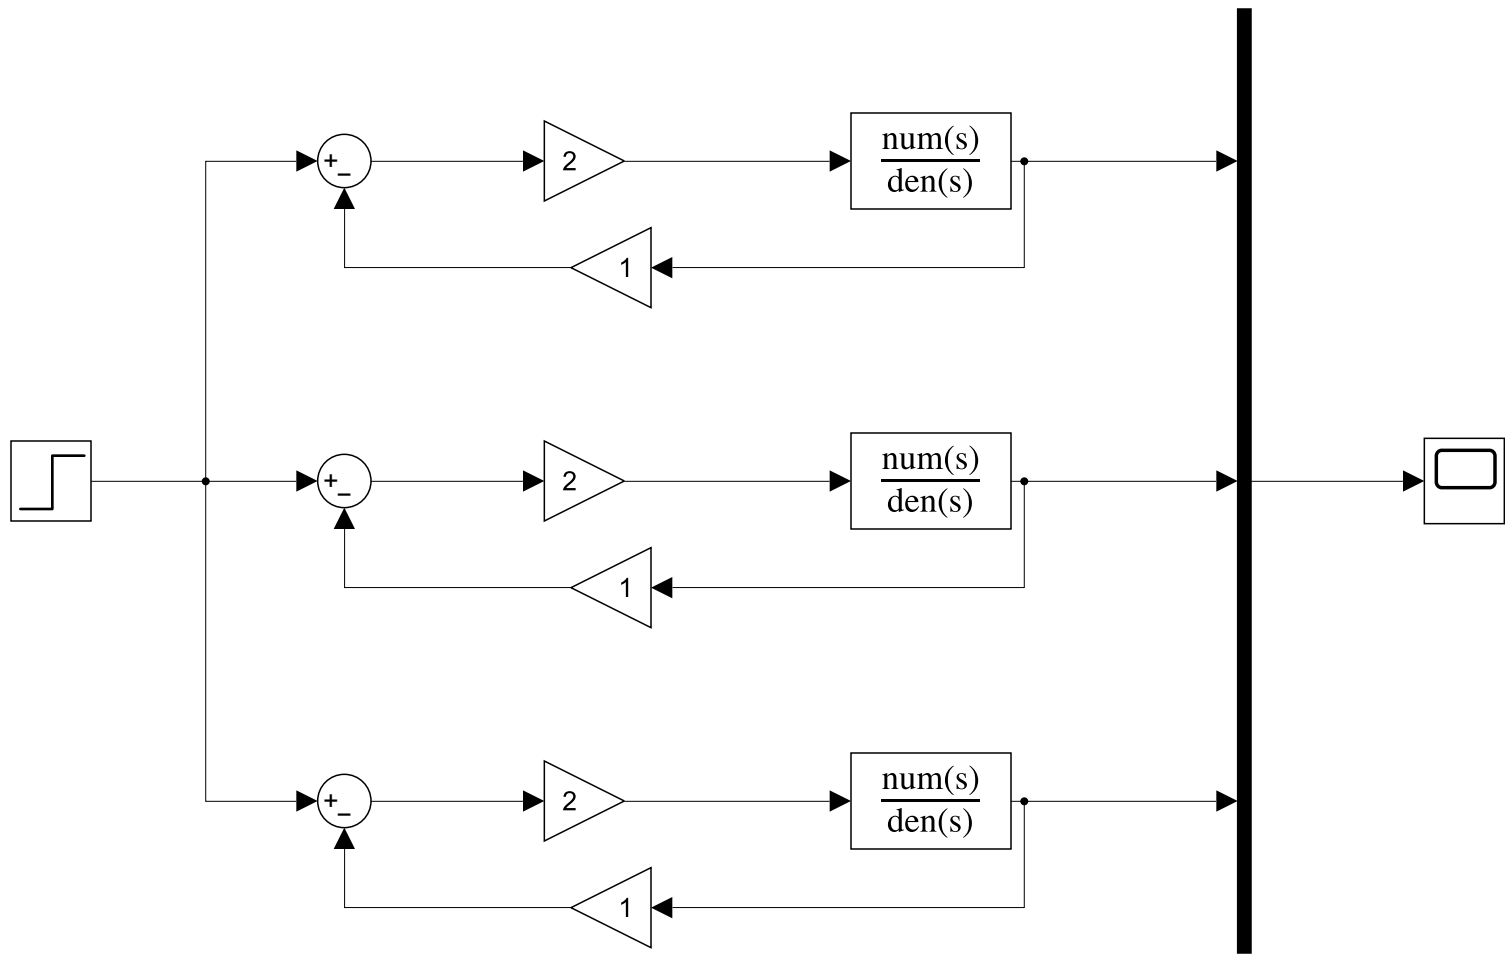 +
−
2
num(s)
den(s)
1
+
−
2
num(s)
den(s)
1
+
−
2
num(s)
den(s)
1